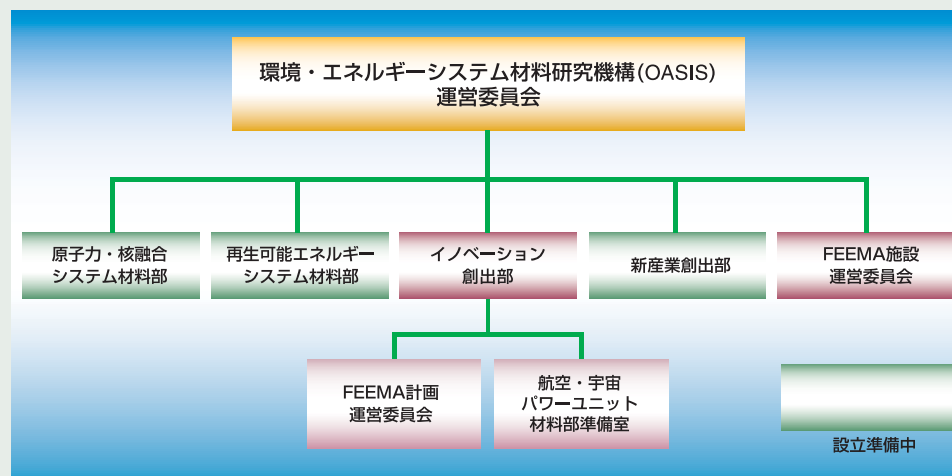 環境・エネルギーシステム材料研究機構(OASIS)
運営委員会
原子力・核融合
システム材料部
再生可能エネルギー
システム材料部
イノベーション
創出部
新産業創出部
FEEMA施設
運営委員会
FEEMA計画
運営委員会
航空・宇宙
パワーユニット
材料部準備室
設立準備中